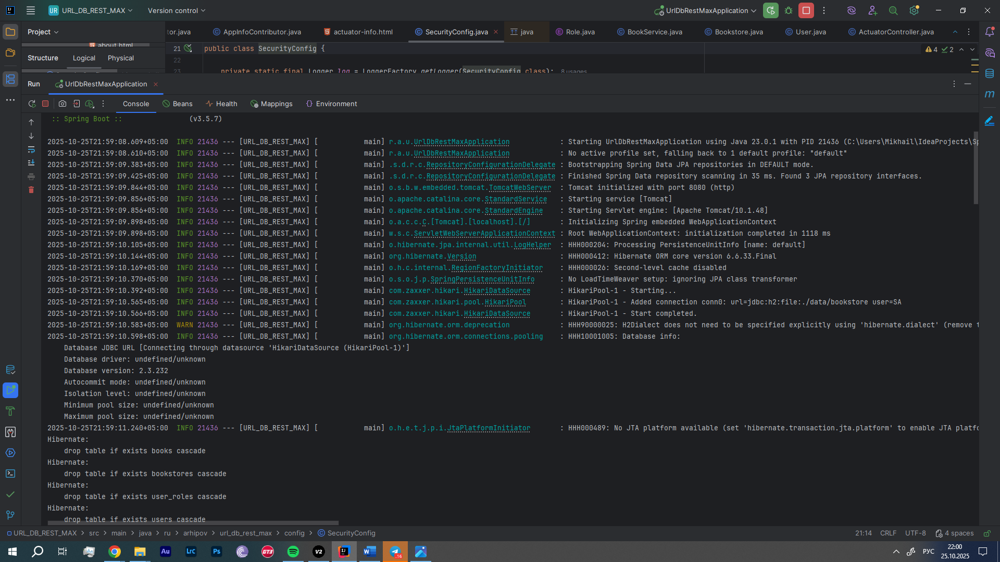 UR URL_DB_REST_MAX Version control UrlDbRestMaxApplication
Project
tor.java AppInfoContributor.java actuator-info.html SecurityConfig.java java Role.java BookService.java Bookstore.java User.java ActuatorController.java
about.html
Structure Logical Physical
21 public class SecurityConfig { 4 2
22
23 private static final Logger log = LoggerFactory.getLogger(SecurityConfig.class); 8 usages
Run UrlDbRestMaxApplication
Console Beans Health Mappings Environment
:: Spring Boot :: (v3.5.7)
2025-10-25T21:59:08.609+05:00 INFO 21436 --- [URL_DB_REST_MAX] [ main] r.a.u.UrlDbRestMaxApplication : Starting UrlDbRestMaxApplication using Java 23.0.1 with PID 21436 (C:\Users\Mikhail\IdeaProjects\Sp
2025-10-25T21:59:08.610+05:00 INFO 21436 --- [URL_DB_REST_MAX] [ main] r.a.u.UrlDbRestMaxApplication : No active profile set, falling back to 1 default profile: "default"
2025-10-25T21:59:09.383+05:00 INFO 21436 --- [URL_DB_REST_MAX] [ main] .s.d.r.c.RepositoryConfigurationDelegate : Bootstrapping Spring Data JPA repositories in DEFAULT mode.
2025-10-25T21:59:09.425+05:00 INFO 21436 --- [URL_DB_REST_MAX] [ main] .s.d.r.c.RepositoryConfigurationDelegate : Finished Spring Data repository scanning in 35 ms. Found 3 JPA repository interfaces.
2025-10-25T21:59:09.844+05:00 INFO 21436 --- [URL_DB_REST_MAX] [ main] o.s.b.w.embedded.tomcat.TomcatWebServer : Tomcat initialized with port 8080 (http)
2025-10-25T21:59:09.856+05:00 INFO 21436 --- [URL_DB_REST_MAX] [ main] o.apache.catalina.core.StandardService : Starting service [Tomcat]
2025-10-25T21:59:09.856+05:00 INFO 21436 --- [URL_DB_REST_MAX] [ main] o.apache.catalina.core.StandardEngine : Starting Servlet engine: [Apache Tomcat/10.1.48]
2025-10-25T21:59:09.898+05:00 INFO 21436 --- [URL_DB_REST_MAX] [ main] o.a.c.c.C.[Tomcat].[localhost].[/] : Initializing Spring embedded WebApplicationContext
2025-10-25T21:59:09.898+05:00 INFO 21436 --- [URL_DB_REST_MAX] [ main] w.s.c.ServletWebServerApplicationContext : Root WebApplicationContext: initialization completed in 1118 ms
2025-10-25T21:59:10.105+05:00 INFO 21436 --- [URL_DB_REST_MAX] [ main] o.hibernate.jpa.internal.util.LogHelper : HHH000204: Processing PersistenceUnitInfo [name: default]
2025-10-25T21:59:10.144+05:00 INFO 21436 --- [URL_DB_REST_MAX] [ main] org.hibernate.Version : HHH000412: Hibernate ORM core version 6.6.33.Final
2025-10-25T21:59:10.169+05:00 INFO 21436 --- [URL_DB_REST_MAX] [ main] o.h.c.internal.RegionFactoryInitiator : HHH000026: Second-level cache disabled
2025-10-25T21:59:10.370+05:00 INFO 21436 --- [URL_DB_REST_MAX] [ main] o.s.o.j.p.SpringPersistenceUnitInfo : No LoadTimeWeaver setup: ignoring JPA class transformer
2025-10-25T21:59:10.392+05:00 INFO 21436 --- [URL_DB_REST_MAX] [ main] com.zaxxer.hikari.HikariDataSource : HikariPool-1 - Starting...
2025-10-25T21:59:10.565+05:00 INFO 21436 --- [URL_DB_REST_MAX] [ main] com.zaxxer.hikari.pool.HikariPool : HikariPool-1 - Added connection conn0: url=jdbc:h2:file:./data/bookstore user=SA
2025-10-25T21:59:10.566+05:00 INFO 21436 --- [URL_DB_REST_MAX] [ main] com.zaxxer.hikari.HikariDataSource : HikariPool-1 - Start completed.
2025-10-25T21:59:10.583+05:00 WARN 21436 --- [URL_DB_REST_MAX] [ main] org.hibernate.orm.deprecation : HHH90000025: H2Dialect does not need to be specified explicitly using 'hibernate.dialect' (remove t
2025-10-25T21:59:10.598+05:00 INFO 21436 --- [URL_DB_REST_MAX] [ main] org.hibernate.orm.connections.pooling : HHH10001005: Database info:
Database JDBC URL [Connecting through datasource 'HikariDataSource (HikariPool-1)']
Database driver: undefined/unknown
Database version: 2.3.232
Autocommit mode: undefined/unknown
Isolation level: undefined/unknown
Minimum pool size: undefined/unknown
Maximum pool size: undefined/unknown
2025-10-25T21:59:11.240+05:00 INFO 21436 --- [URL_DB_REST_MAX] [ main] o.h.e.t.j.p.i.JtaPlatformInitiator : HHH000489: No JTA platform available (set 'hibernate.transaction.jta.platform' to enable JTA platfo
Hibernate:
drop table if exists books cascade
Hibernate:
drop table if exists bookstores cascade
Hibernate:
drop table if exists user_roles cascade
Hibernate:
drop table if exists users cascade
URL_DB_REST_MAX > src > main > java > ru > arhipov > url_db_rest_max > config > SecurityConfig 21:14 CRLF UTF-8 4 spaces
Au Lrc Ps GT3 V2 W ..16 РУС 22:00
25.10.2025